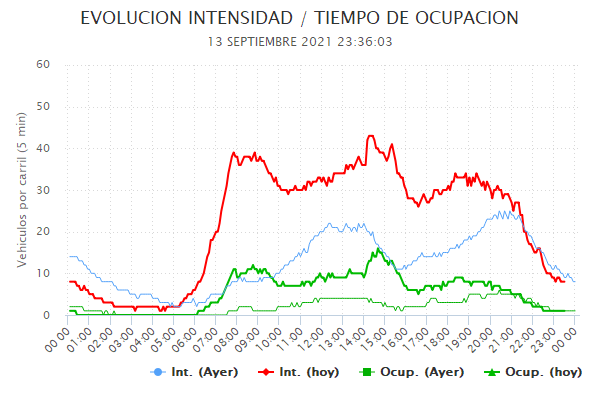 EVOLUCION INTENSIDAD / TIEMPO DE OCUPACION
13 SEPTIEMBRE 2021 23:36:03
Vehiculos por carril (5 min)
60
50
40
30
20
10
0
00:00 01:00 02:00 03:00 04:00 05:00 06:00 07:00 08:00 09:00 10:00 11:00 12:00 13:00 14:00 15:00 16:00 17:00 18:00 19:00 20:00 21:00 22:00 23:00 00:00
Int. (Ayer) Int. (hoy) Ocup. (Ayer) Ocup. (hoy)